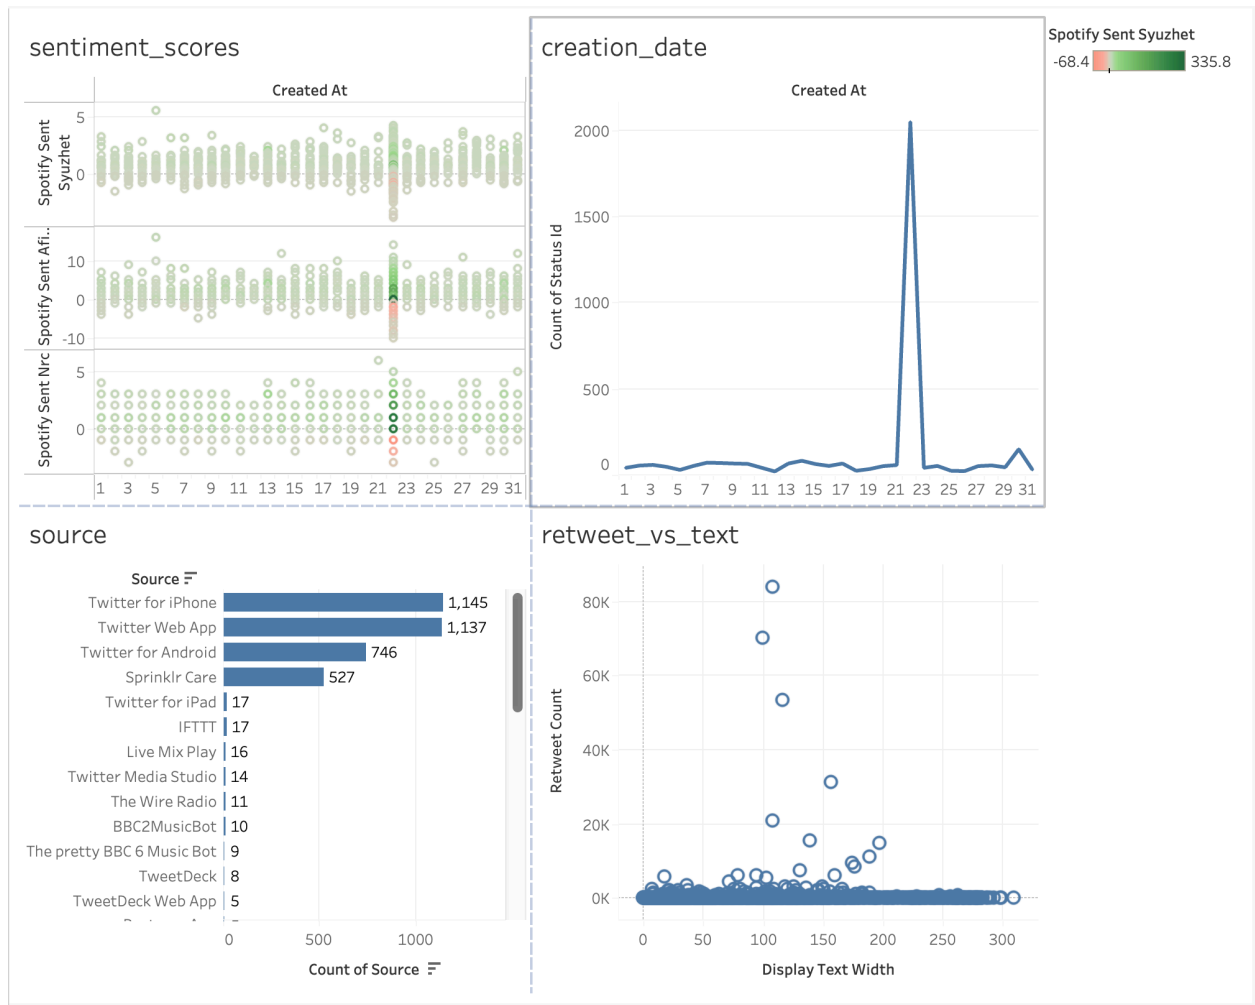 sentiment_scores
Created At
Spotify Sent
Syuzhet
5
0
Spotify Sent Afi..
10
0
-10
Spotify Sent Nrc
5
0
1 3 5 7 9 11 13 15 17 19 21 23 25 27 29 31
creation_date
Created At
Count of Status Id
2000
1500
1000
500
0
1 3 5 7 9 11 13 15 17 19 21 23 25 27 29 31
Spotify Sent Syuzhet
-68.4 335.8
source
Source
Twitter for iPhone 1,145
Twitter Web App 1,137
Twitter for Android 746
Sprinklr Care 527
Twitter for iPad 17
IFTTT 17
Live Mix Play 16
Twitter Media Studio 14
The Wire Radio 11
BBC2MusicBot 10
The pretty BBC 6 Music Bot 9
TweetDeck 8
TweetDeck Web App 5
0 500 1000
Count of Source
retweet_vs_text
Retweet Count
80K
60K
40K
20K
0K
0 50 100 150 200 250 300
Display Text Width